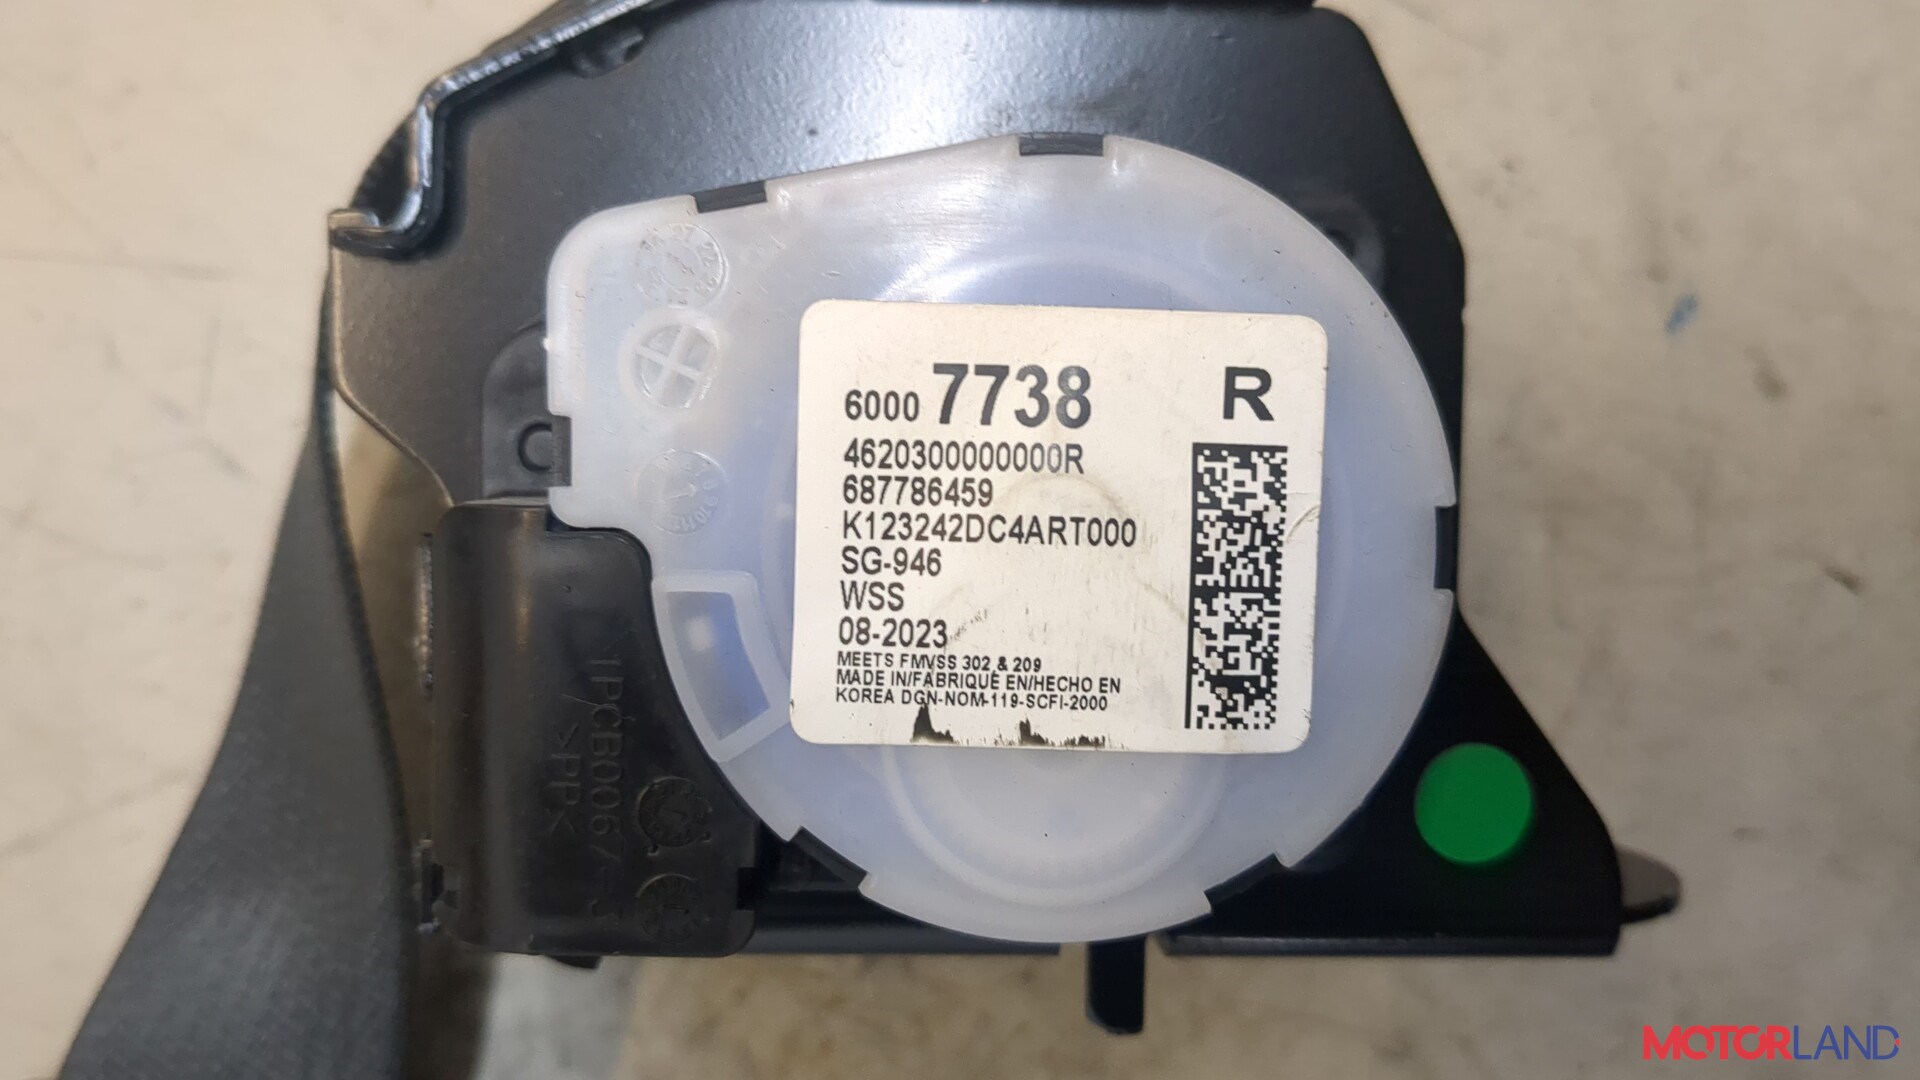 6000 7738 R
4620300000000R
687786459
K123242DC4ART000
SG-946
WSS
08-2023
MEETS FMVSS 302 & 209
MADE IN/FABRIQUÉ EN/HECHO EN
KOREA DGN-NOM-119-SCFI-2000
>PP<
MOTORLAND